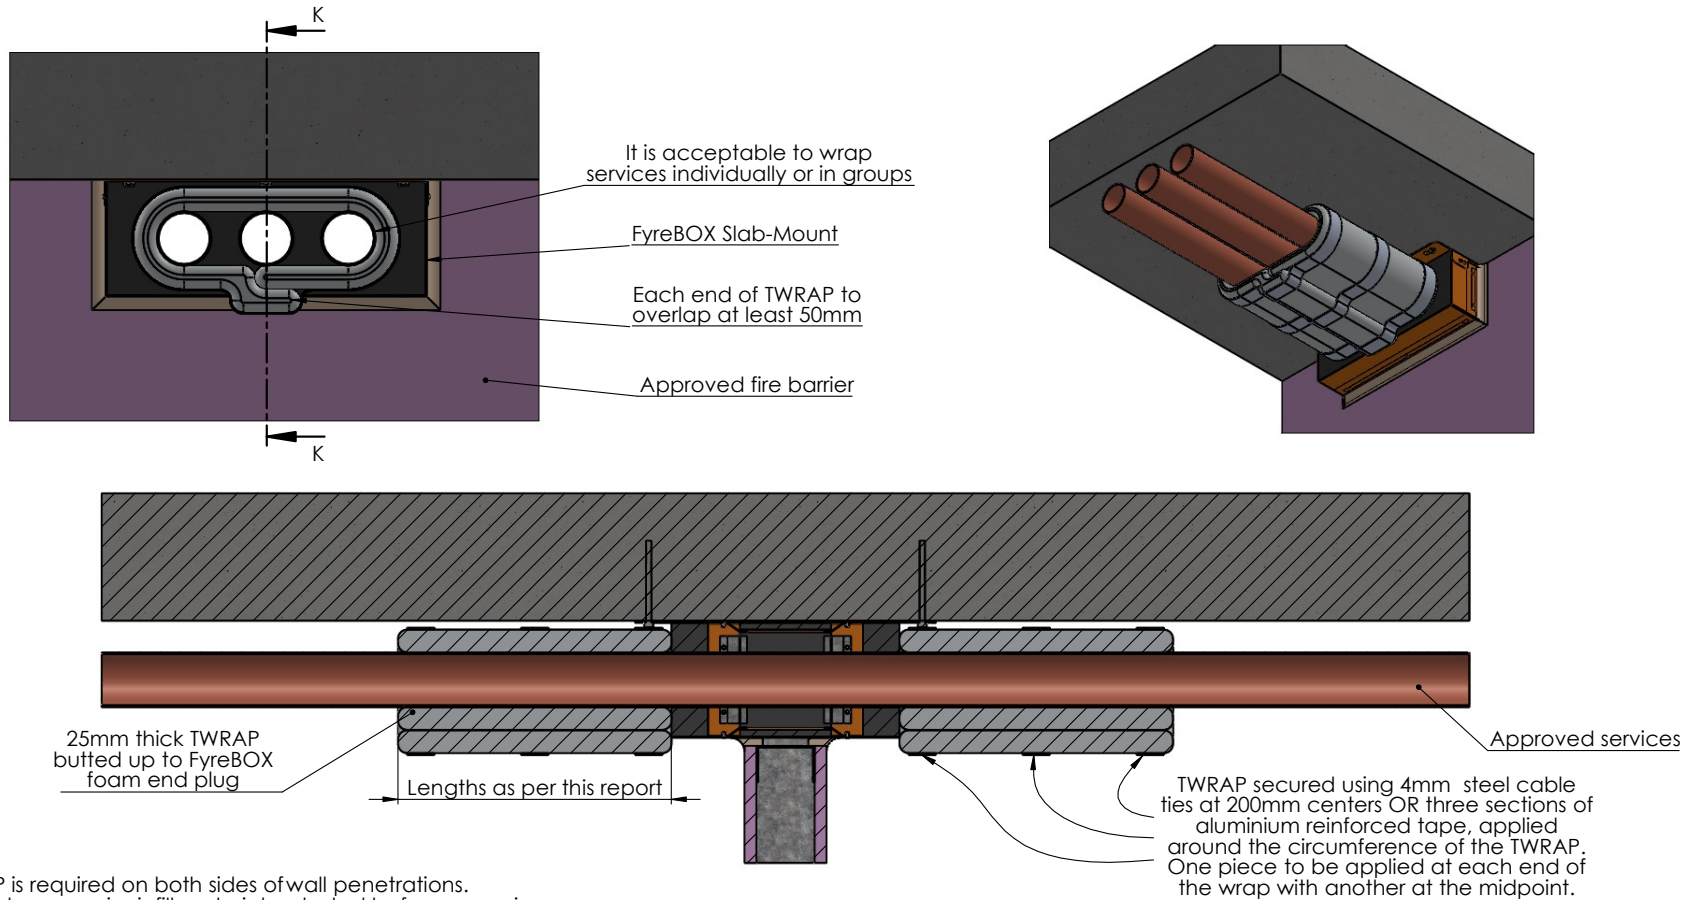 K
It is acceptable to wrap
services individually or in groups
FyreBOX Slab-Mount
Each end of TWRAP to
overlap at least 50mm
Approved fire barrier
K
25mm thick TWRAP
butted up to FyreBOX
foam end plug
Lengths as per this report
Approved services
TWRAP secured using 4mm steel cable
ties at 200mm centers OR three sections of
aluminium reinforced tape, applied
around the circumference of the TWRAP.
One piece to be applied at each end of
the wrap with another at the midpoint.
P is required on both sides of wall penetrations.